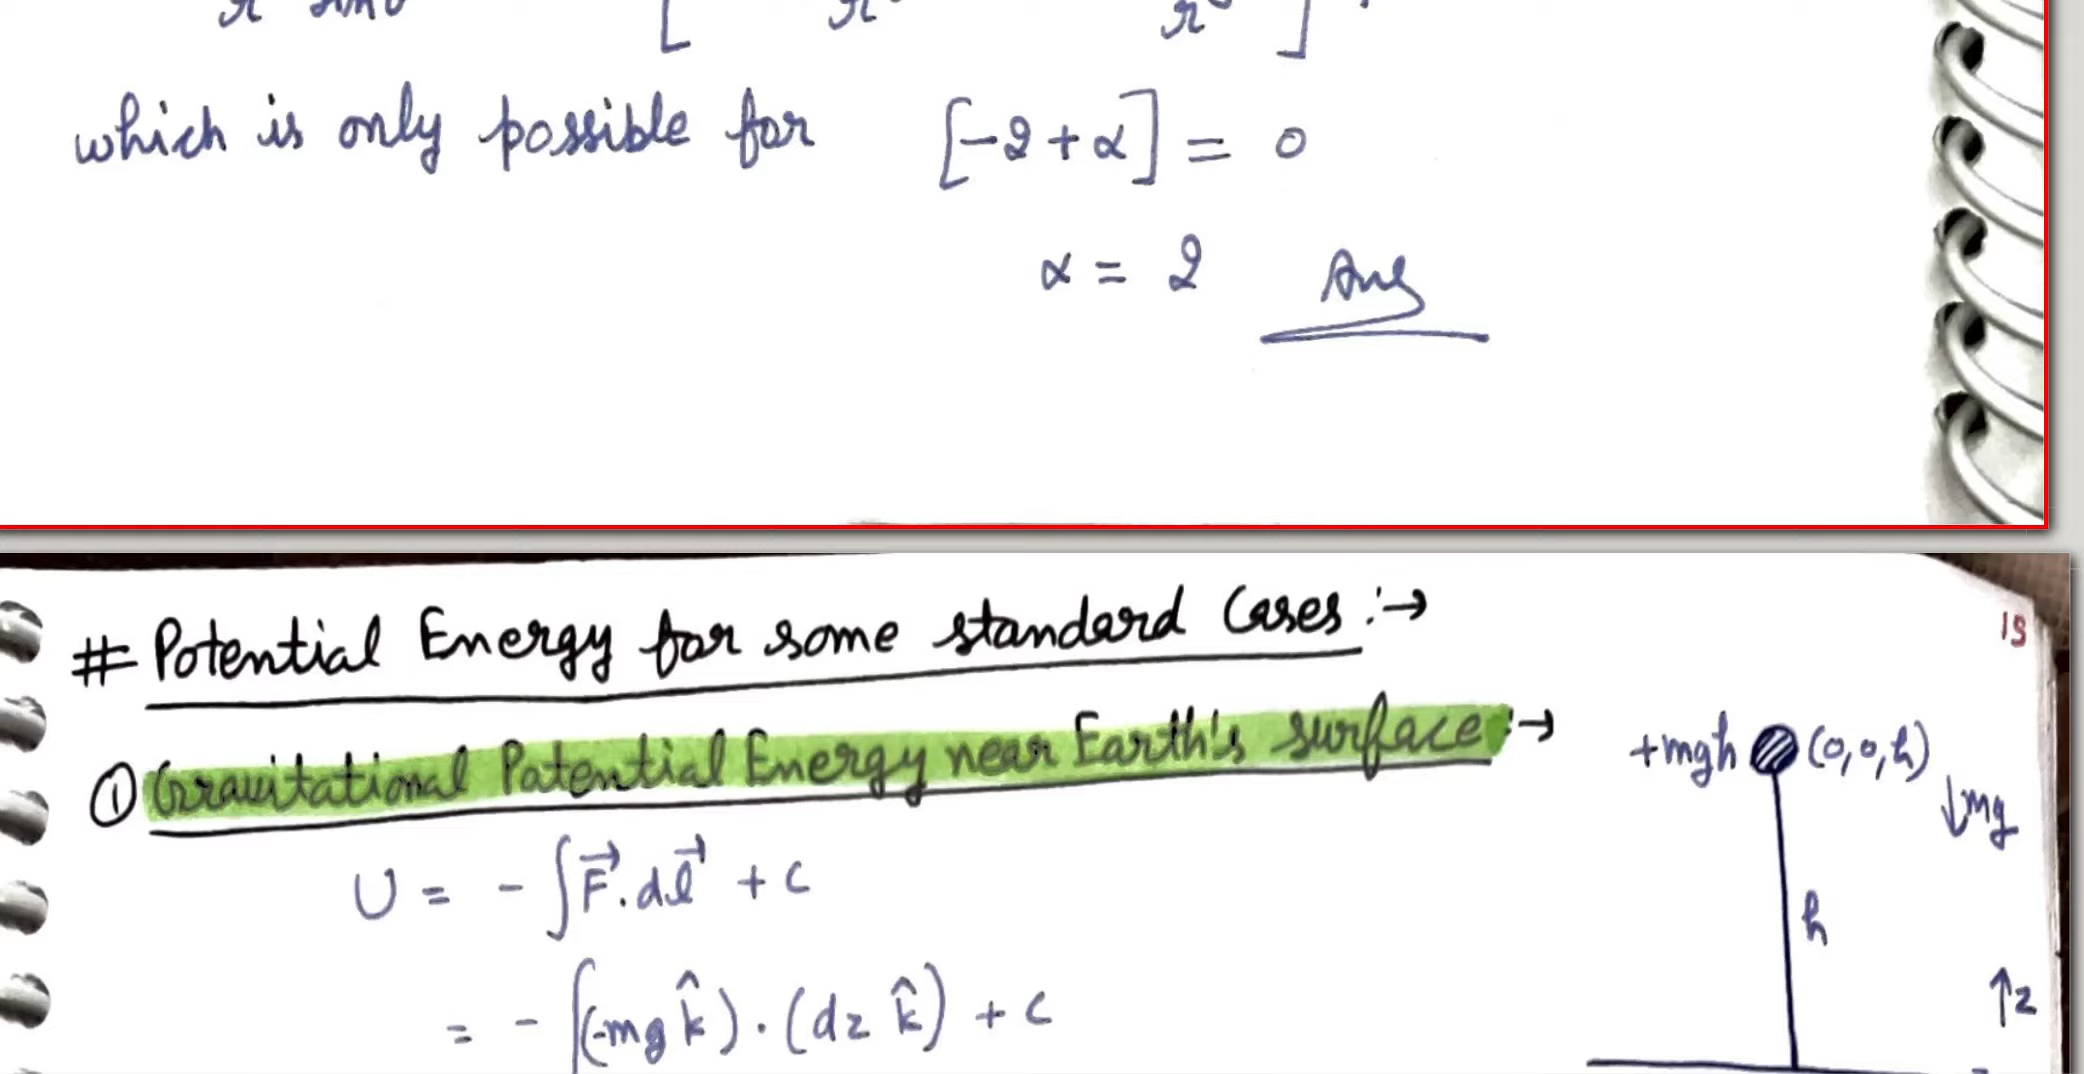 which is only possible for [-2+α] = 0
α = 2 Ans
# Potential Energy for some standard Cases :→
15
① Gravitational Potential Energy near Earth's surface :→
+mgh (0,0,h)
↓mg
U = - ∫F⃗.dl⃗ + c
h
= - ∫(-mg k̂) . (dz k̂) + c
↑z